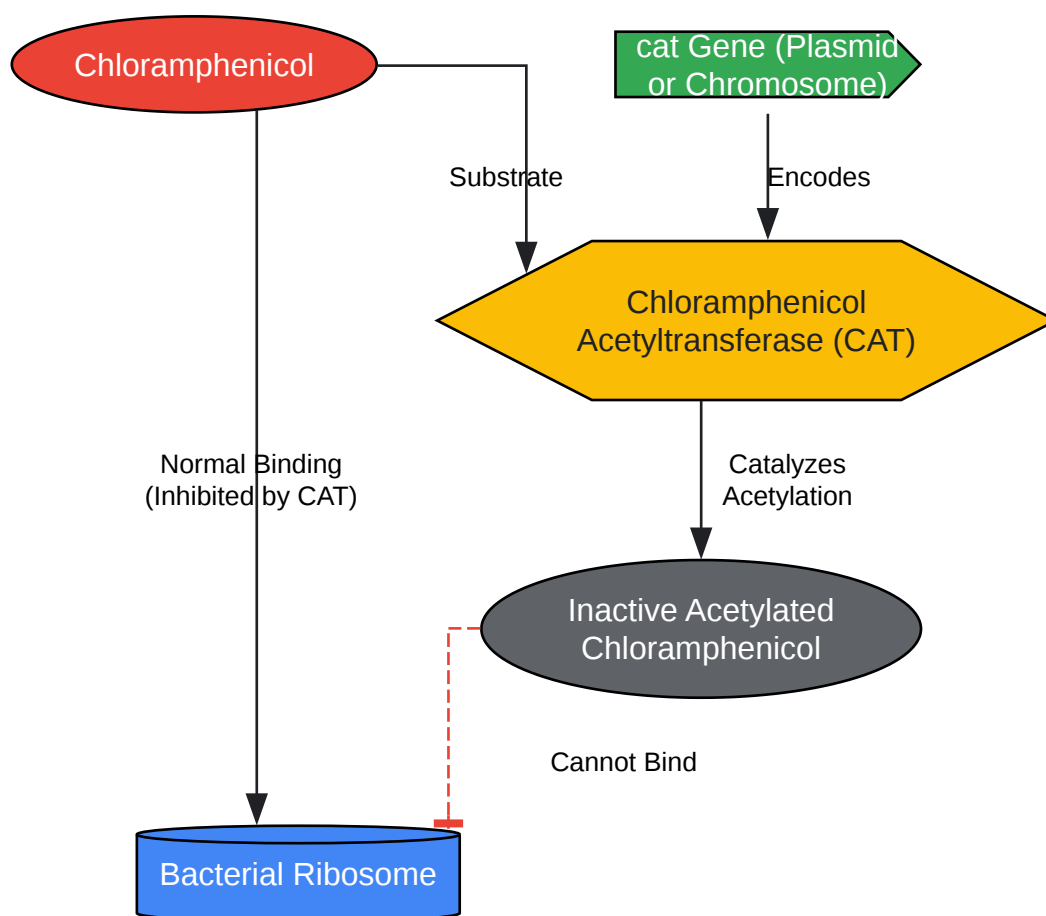 Chloramphenicol
cat Gene (Plasmid
or Chromosome)
Substrate
Encodes
Chloramphenicol
Acetyltransferase (CAT)
Normal Binding
(Inhibited by CAT)
Catalyzes
Acetylation
Inactive Acetylated
Chloramphenicol
Cannot Bind
Bacterial Ribosome